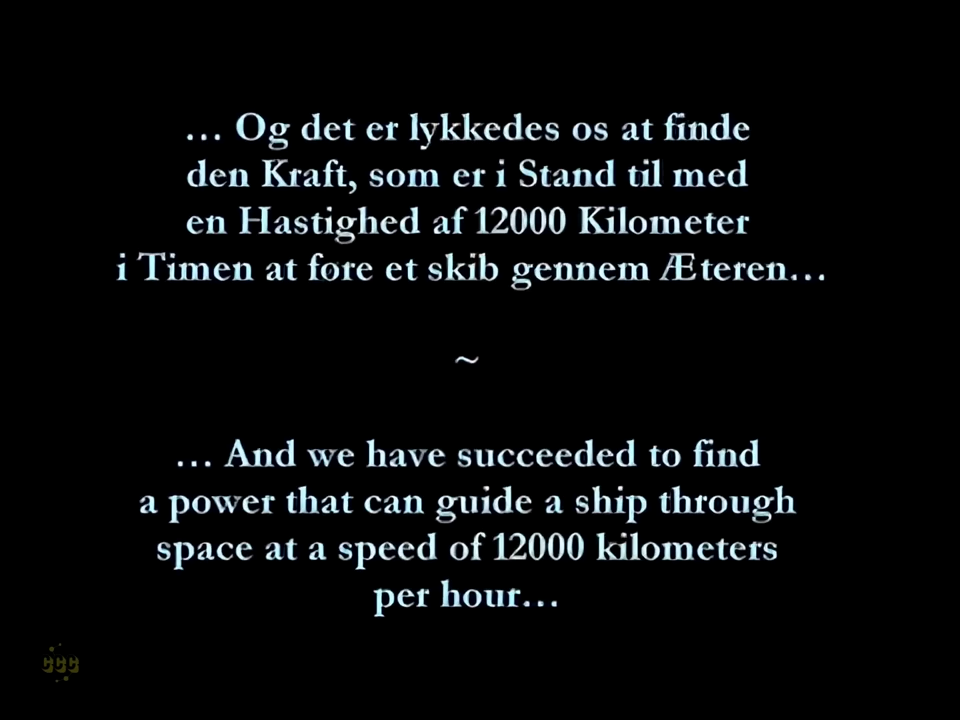 … Og det er lykkedes os at finde
den Kraft, som er i Stand til med
en Hastighed af 12000 Kilometer
i Timen at føre et skib gennem Æteren…
~
… And we have succeeded to find
a power that can guide a ship through
space at a speed of 12000 kilometers
per hour…
CCC